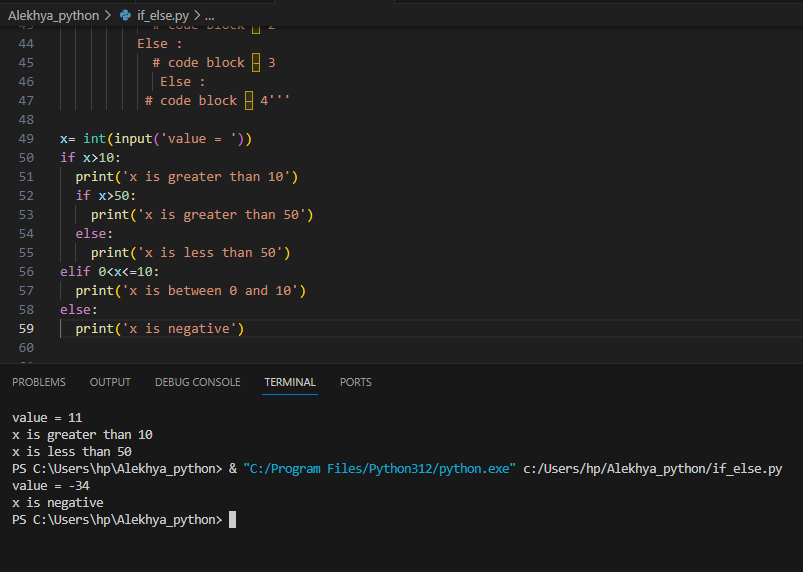 Alekhya_python > if_else.py > ...
43 # code block – 2
44 Else :
45 # code block – 3
46 Else :
47 # code block – 4'''
48
49 x= int(input('value = '))
50 if x>10:
51 print('x is greater than 10')
52 if x>50:
53 print('x is greater than 50')
54 else:
55 print('x is less than 50')
56 elif 0<x<=10:
57 print('x is between 0 and 10')
58 else:
59 print('x is negative')
60
PROBLEMS OUTPUT DEBUG CONSOLE TERMINAL PORTS
value = 11
x is greater than 10
x is less than 50
PS C:\Users\hp\Alekhya_python> & "C:/Program Files/Python312/python.exe" c:/Users/hp/Alekhya_python/if_else.py
value = -34
x is negative
PS C:\Users\hp\Alekhya_python>